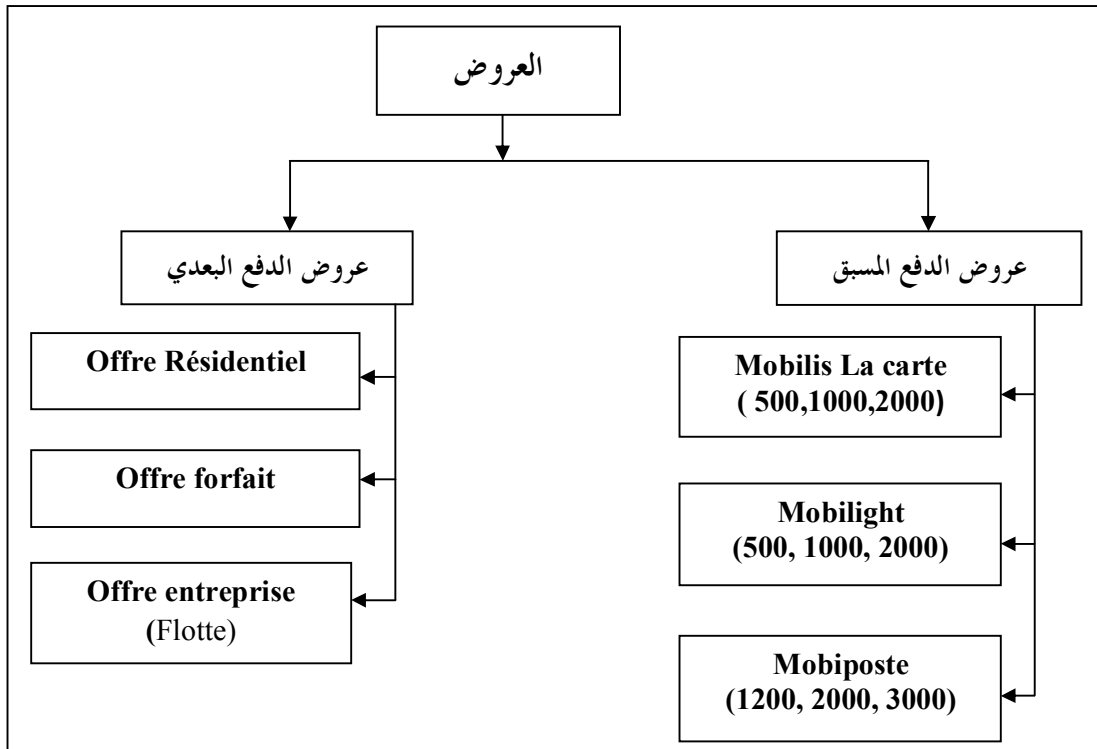 العروض
عروض الدفع المسبق
عروض الدفع البعدي
Mobilis La carte
( 500,1000,2000)
Mobilight
(500, 1000, 2000)
Mobiposte
(1200, 2000, 3000)
Offre Résidentiel
Offre forfait
Offre entreprise
(Flotte)